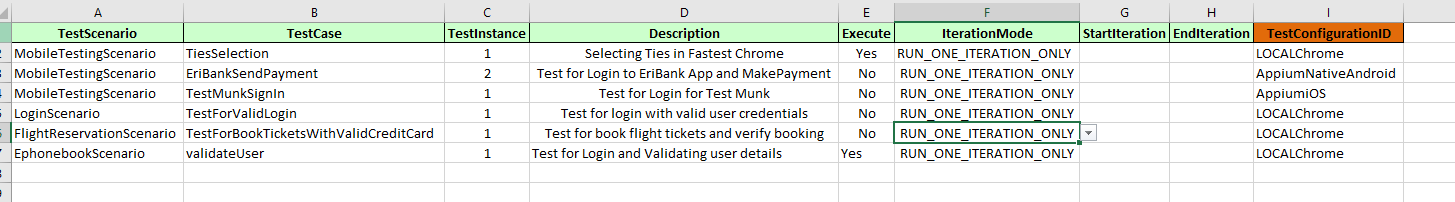 A B C D E F G H I
TestScenario TestCase TestInstance Description Execute IterationMode StartIteration EndIteration TestConfigurationID
MobileTestingScenario TiesSelection 1 Selecting Ties in Fastest Chrome Yes RUN_ONE_ITERATION_ONLY LOCALChrome
MobileTestingScenario EriBankSendPayment 2 Test for Login to EriBank App and MakePayment No RUN_ONE_ITERATION_ONLY AppiumNativeAndroid
MobileTestingScenario TestMunkSignIn 1 Test for Login for Test Munk No RUN_ONE_ITERATION_ONLY AppiumiOS
LoginScenario TestForValidLogin 1 Test for login with valid user credentials No RUN_ONE_ITERATION_ONLY LOCALChrome
FlightReservationScenario TestForBookTicketsWithValidCreditCard 1 Test for book flight tickets and verify booking No RUN_ONE_ITERATION_ONLY LOCALChrome
EphonebookScenario validateUser 1 Test for Login and Validating user details Yes RUN_ONE_ITERATION_ONLY LOCALChrome